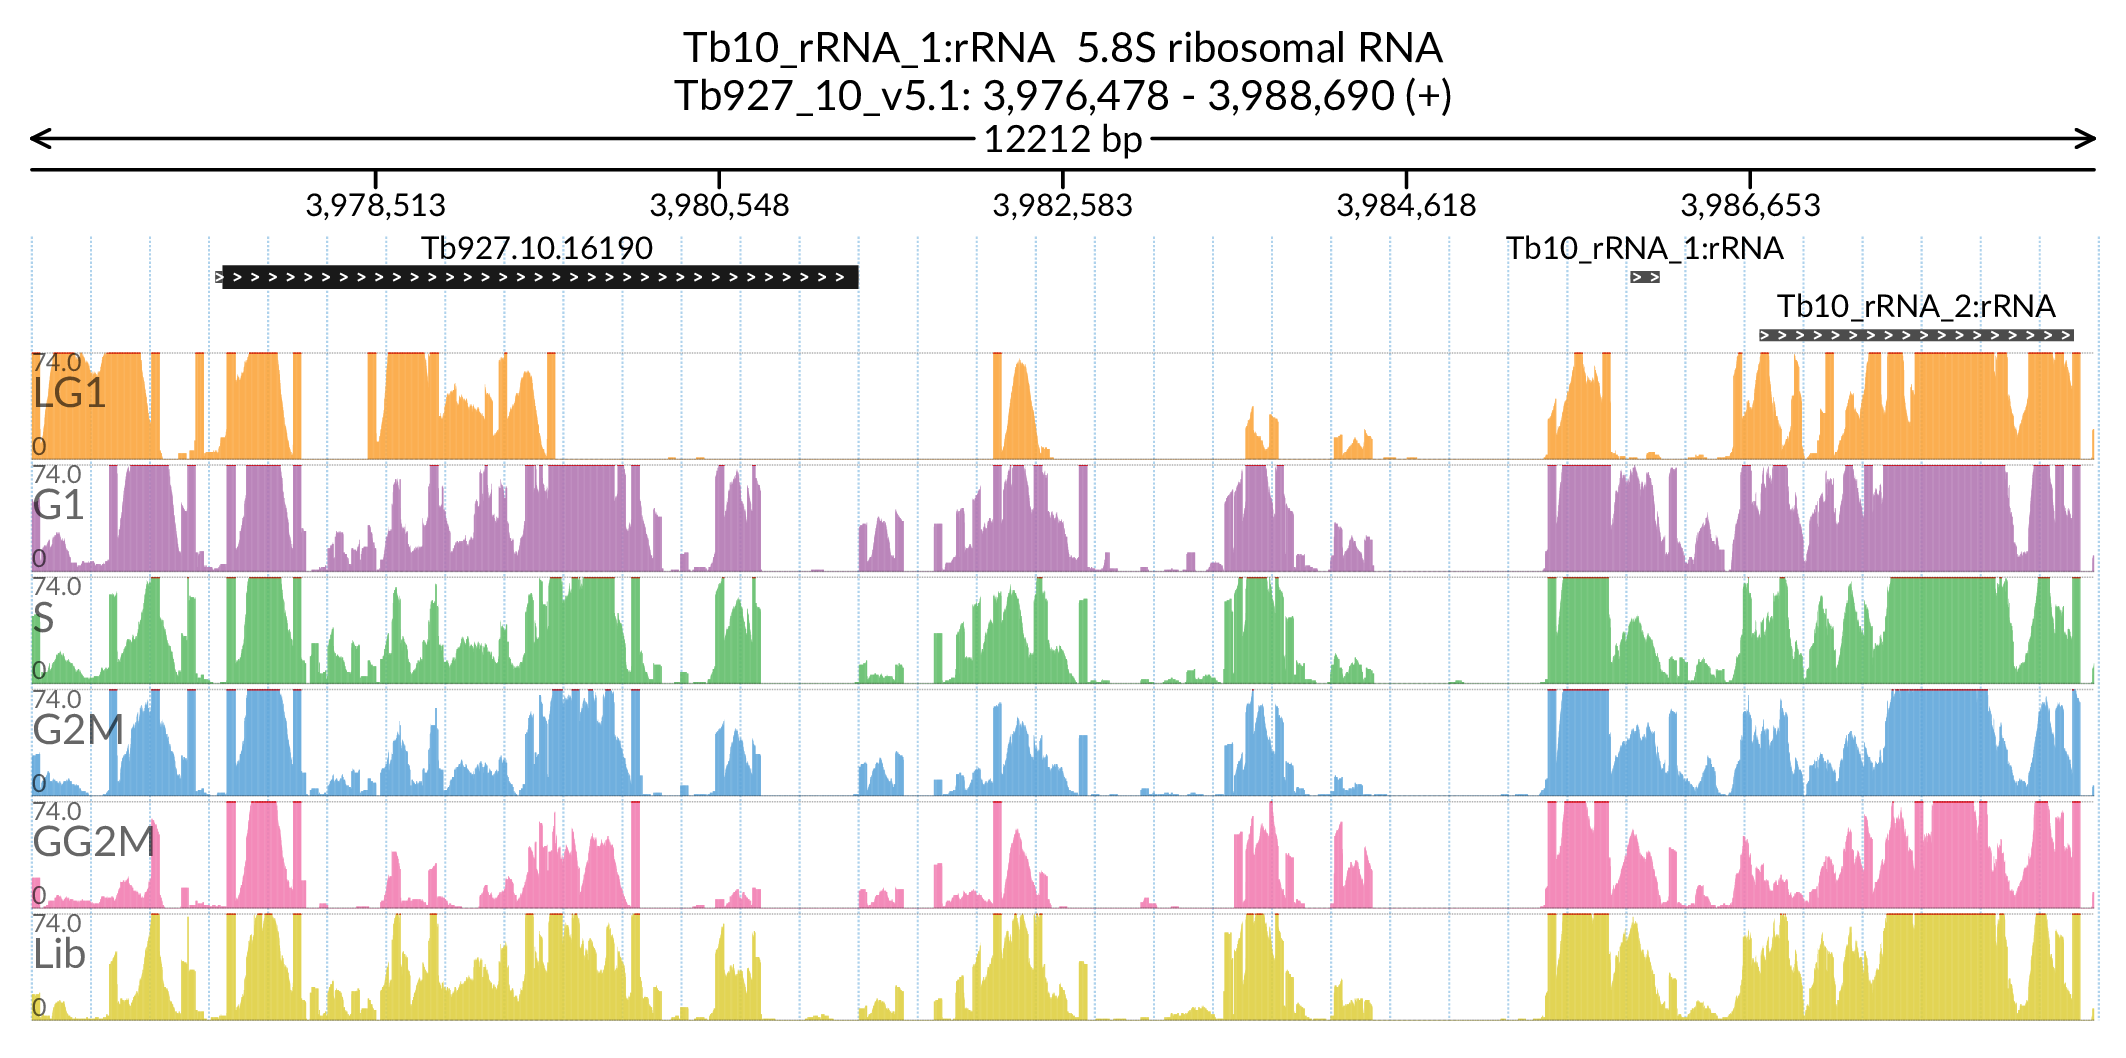 Tb10_rRNA_1:rRNA 5.8S ribosomal RNA
Tb927_10_v5.1: 3,976,478 - 3,988,690 (+)
12212 bp
3,978,513 3,980,548 3,982,583 3,984,618 3,986,653
Tb927.10.16190 Tb10_rRNA_1:rRNA
Tb10_rRNA_2:rRNA
74.0
LG1
0
74.0
G1
0
74.0
S
0
74.0
G2M
0
74.0
GG2M
0
74.0
Lib
0